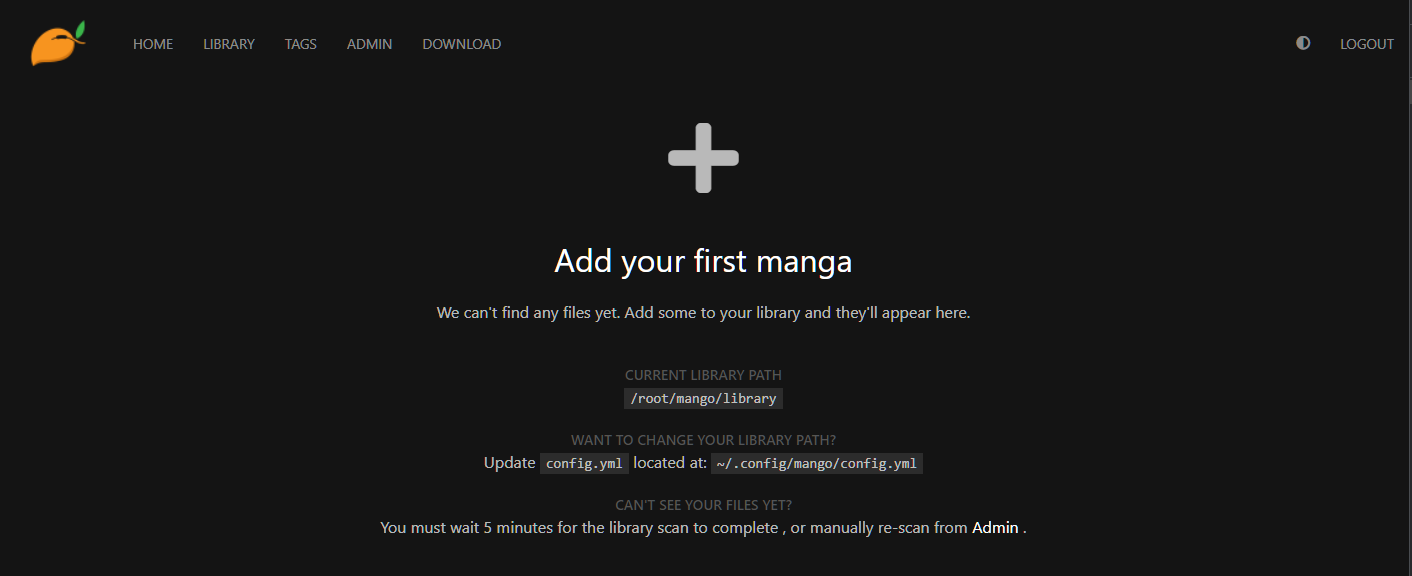 HOME LIBRARY TAGS ADMIN DOWNLOAD LOGOUT
Add your first manga
We can't find any files yet. Add some to your library and they'll appear here.
CURRENT LIBRARY PATH
/root/mango/library
WANT TO CHANGE YOUR LIBRARY PATH?
Update config.yml located at: ~/.config/mango/config.yml
CAN'T SEE YOUR FILES YET?
You must wait 5 minutes for the library scan to complete , or manually re-scan from Admin .